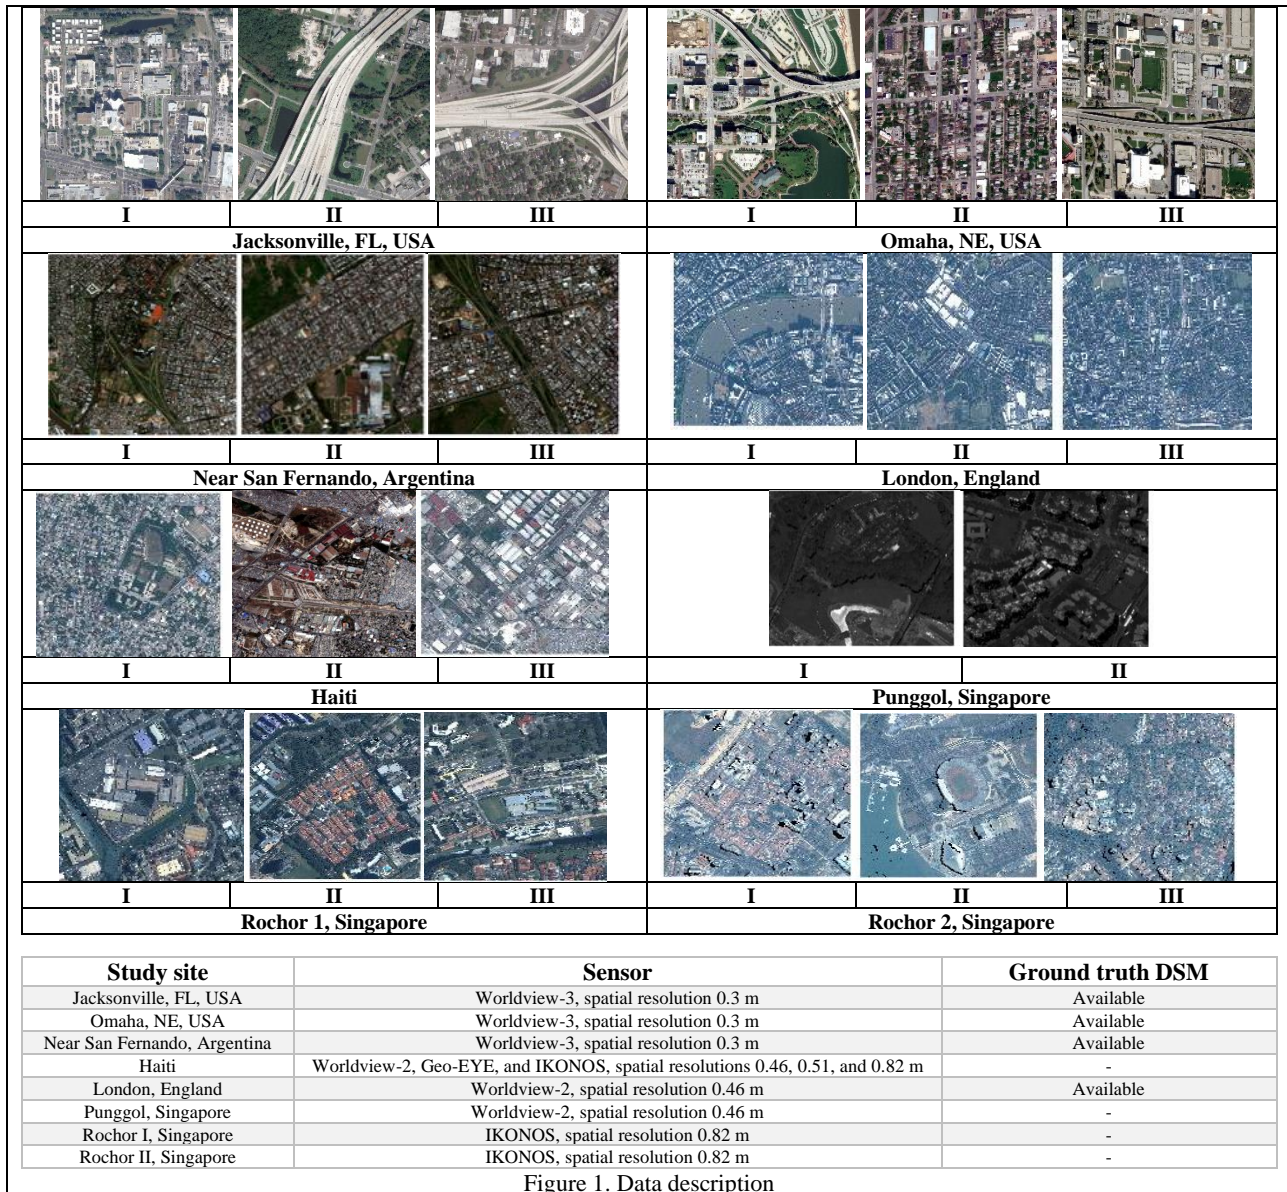 I II III I II III
Jacksonville, FL, USA Omaha, NE, USA
I II III I II III
Near San Fernando, Argentina London, England
I II III I II
Haiti Punggol, Singapore
I II III I II III
Rochor 1, Singapore Rochor 2, Singapore
Study site Sensor Ground truth DSM
Jacksonville, FL, USA Worldview-3, spatial resolution 0.3 m Available
Omaha, NE, USA Worldview-3, spatial resolution 0.3 m Available
Near San Fernando, Argentina Worldview-3, spatial resolution 0.3 m Available
Haiti Worldview-2, Geo-EYE, and IKONOS, spatial resolutions 0.46, 0.51, and 0.82 m -
London, England Worldview-2, spatial resolution 0.46 m Available
Punggol, Singapore Worldview-2, spatial resolution 0.46 m -
Rochor I, Singapore IKONOS, spatial resolution 0.82 m -
Rochor II, Singapore IKONOS, spatial resolution 0.82 m -
Figure 1. Data description